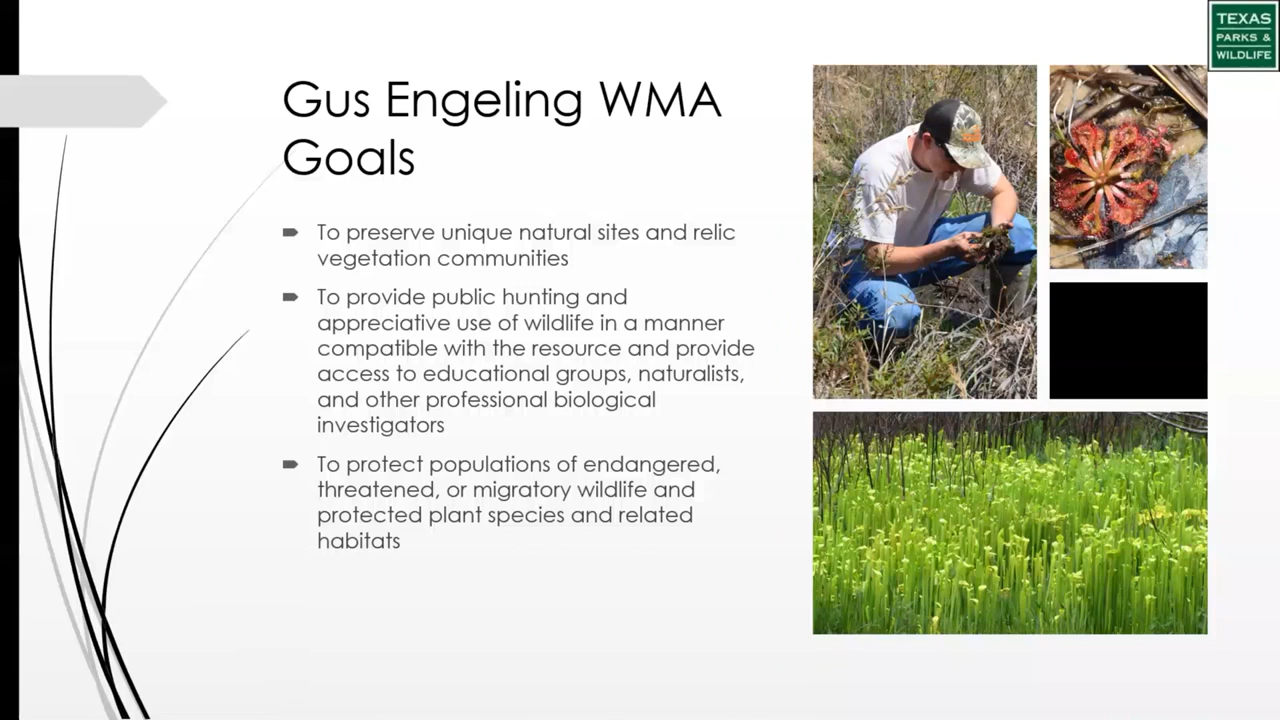 TEXAS
PARKS &
WILDLIFE
Gus Engeling WMA
Goals
To preserve unique natural sites and relic
vegetation communities
To provide public hunting and
appreciative use of wildlife in a manner
compatible with the resource and provide
access to educational groups, naturalists,
and other professional biological
investigators
To protect populations of endangered,
threatened, or migratory wildlife and
protected plant species and related
habitats